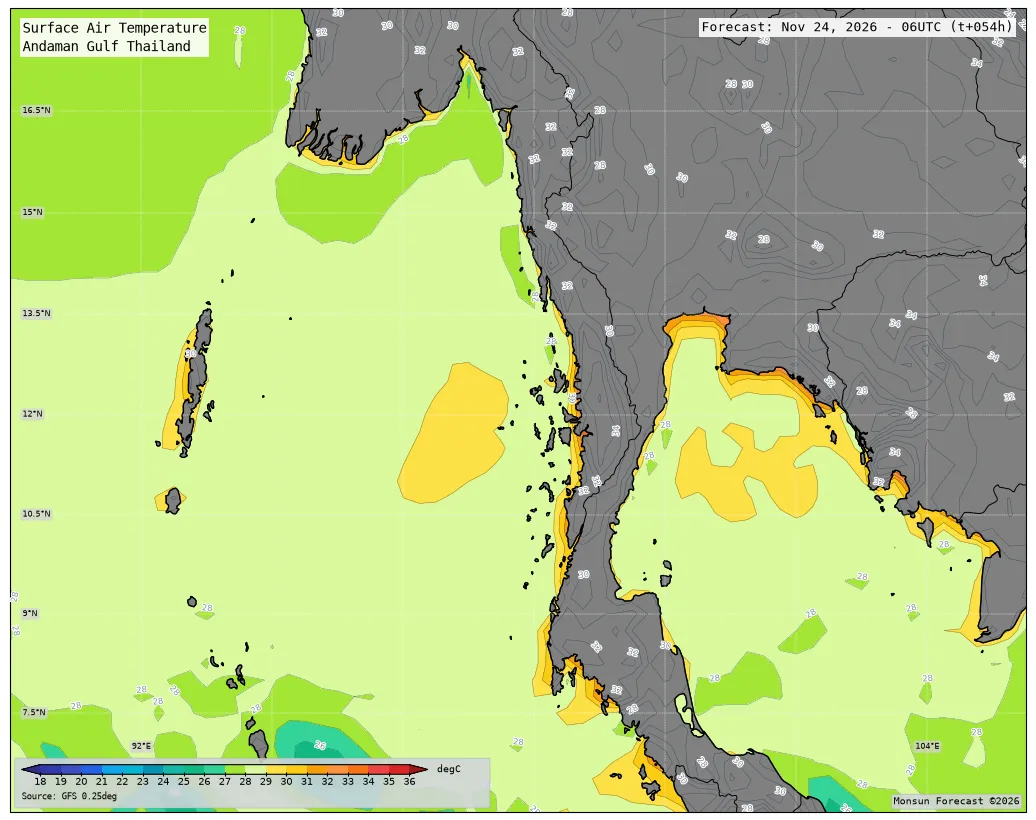 Surface Air Temperature
Andaman Gulf Thailand
Forecast: Nov 24, 2026 - 06UTC (t+054h)
16.5°N
15°N
13.5°N
12°N
10.5°N
9°N
7.5°N
92°E
104°E
18 19 20 21 22 23 24 25 26 27 28 29 30 31 32 33 34 35 36
degC
Source: GFS 0.25deg
Monsun Forecast ©2026